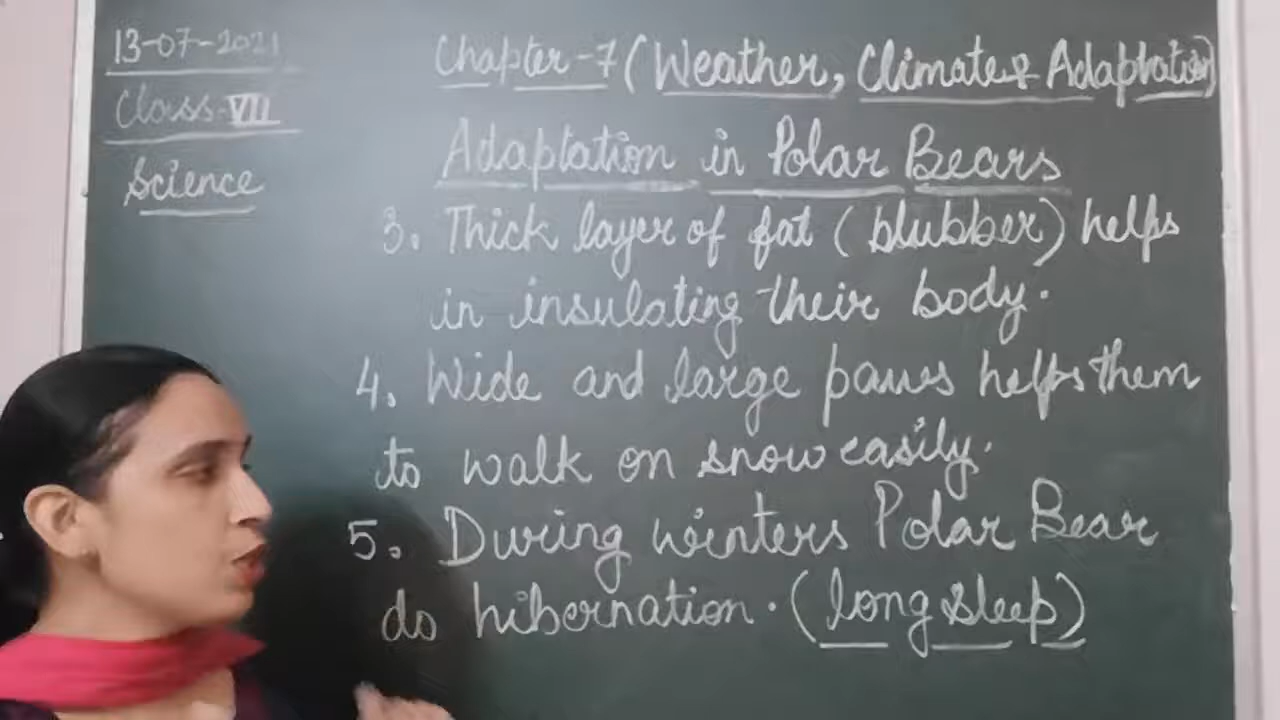 13-07-2021
Class-VII
Science
Chapter-7 (Weather, Climate & Adaptation)
Adaptation in Polar Bears
3. Thick layer of fat (blubber) helps
in insulating their body.
4. Wide and large paws helps them
to walk on snow easily.
5. During winters Polar Bear
do hibernation. (long sleep)